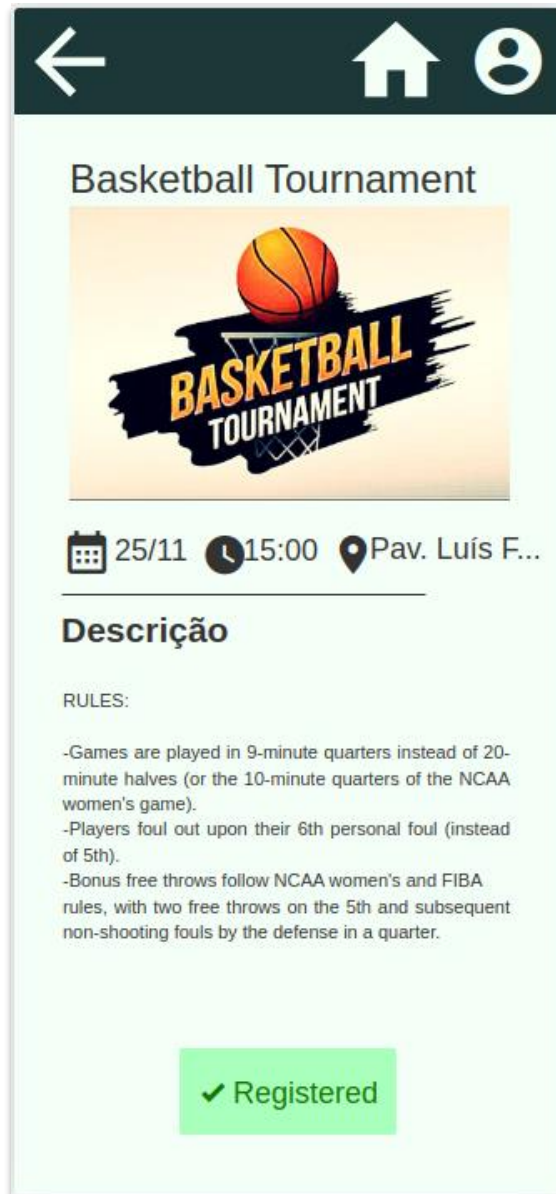 Basketball Tournament
BASKETBALL
TOURNAMENT
25/11 15:00 Pav. Luís F...
Descrição
RULES:
-Games are played in 9-minute quarters instead of 20-
minute halves (or the 10-minute quarters of the NCAA
women's game).
-Players foul out upon their 6th personal foul (instead
of 5th).
-Bonus free throws follow NCAA women's and FIBA
rules, with two free throws on the 5th and subsequent
non-shooting fouls by the defense in a quarter.
Registered